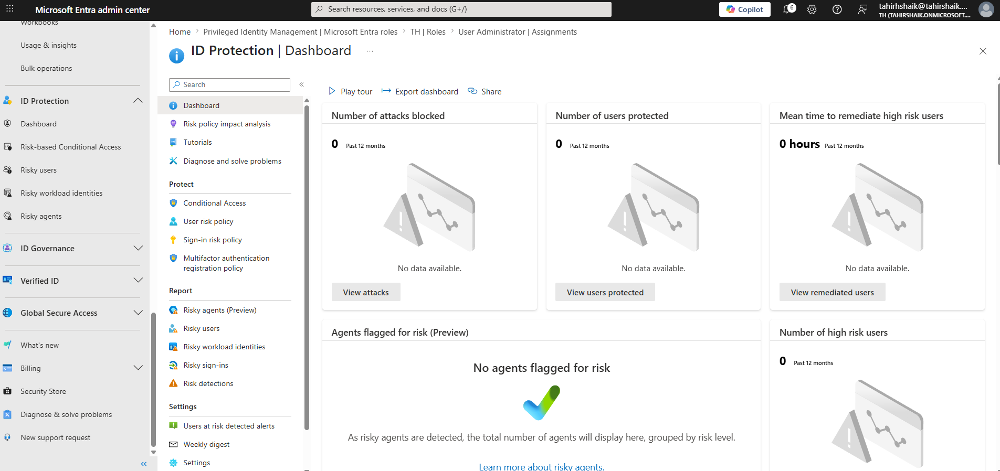 Microsoft Entra admin center
Search resources, services, and docs (G+/)
Copilot
6
tahirhshaik@tahirshaik....
TH (TAHIRSHAIK.ONMICROSOFT....
Workbooks
Usage & insights
Bulk operations
ID Protection
Dashboard
Risk-based Conditional Access
Risky users
Risky workload identities
Risky agents
ID Governance
Verified ID
Global Secure Access
What's new
Billing
Security Store
Diagnose & solve problems
New support request
Home > Privileged Identity Management | Microsoft Entra roles > TH | Roles > User Administrator | Assignments
ID Protection | Dashboard ...
Search
Dashboard
Risk policy impact analysis
Tutorials
Diagnose and solve problems
Protect
Conditional Access
User risk policy
Sign-in risk policy
Multifactor authentication
registration policy
Report
Risky agents (Preview)
Risky users
Risky workload identities
Risky sign-ins
Risk detections
Settings
Users at risk detected alerts
Weekly digest
Settings
Play tour
Export dashboard
Share
Number of attacks blocked
0 Past 12 months
No data available.
View attacks
Number of users protected
0 Past 12 months
No data available.
View users protected
Mean time to remediate high risk users
0 hours Past 12 months
No data available.
View remediated users
Agents flagged for risk (Preview)
No agents flagged for risk
As risky agents are detected, the total number of agents will display here, grouped by risk level.
Learn more about risky agents.
Number of high risk users
0 Past 12 months